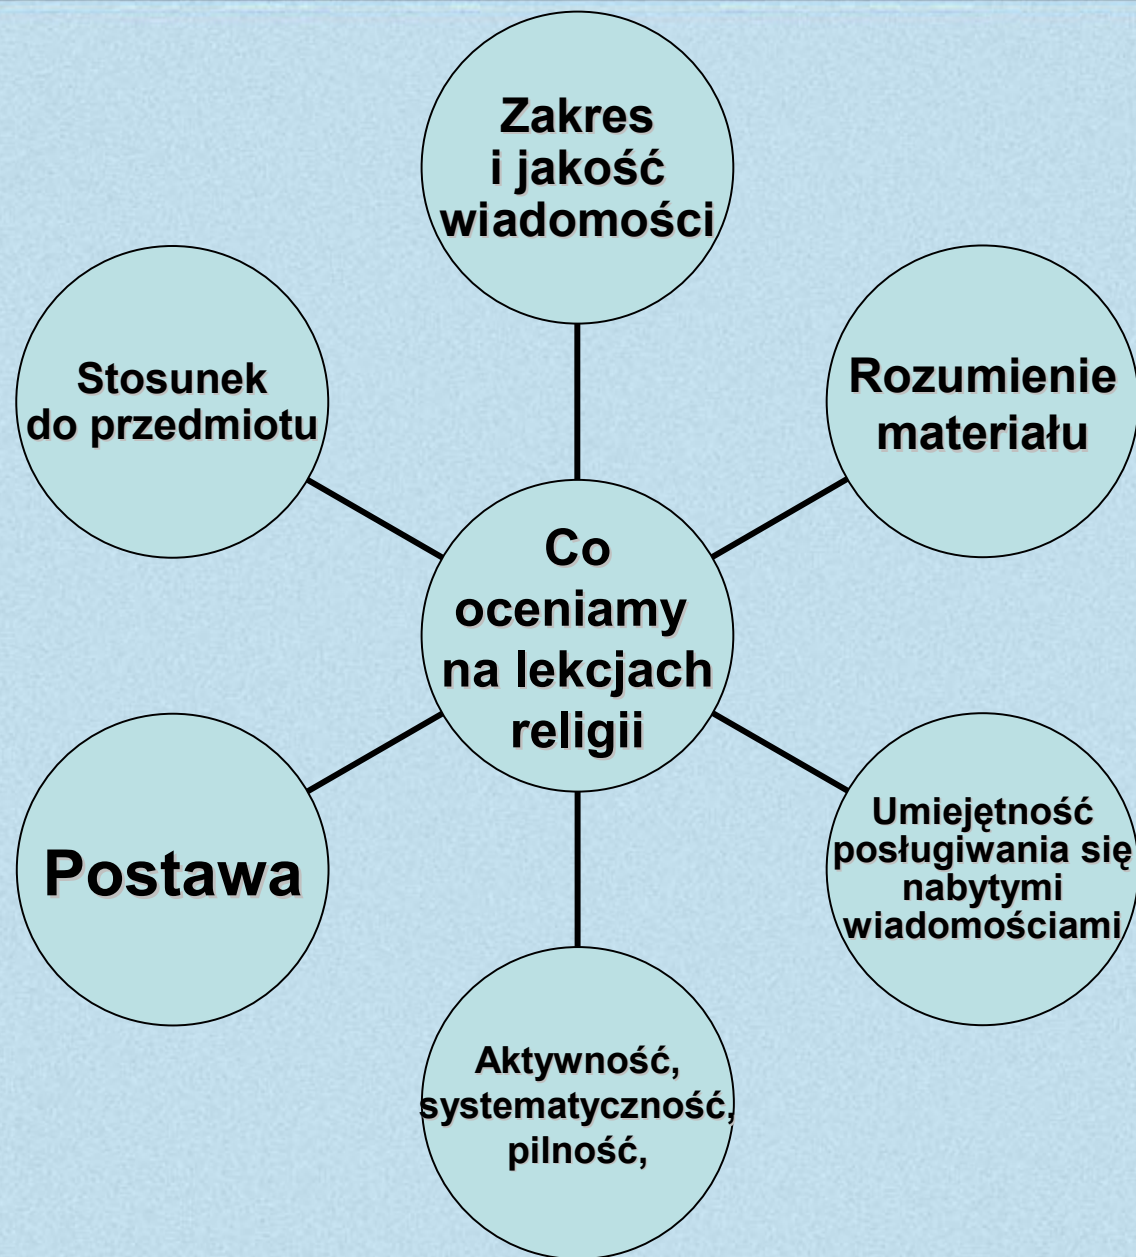 Zakres
i jakość
wiadomości
Stosunek
do przedmiotu
Rozumienie
materiału
Co
oceniamy
na lekcjach
religii
Postawa
Umiejętność
posługiwania się
nabytymi
wiadomościami
Aktywność,
systematyczność,
pilność,